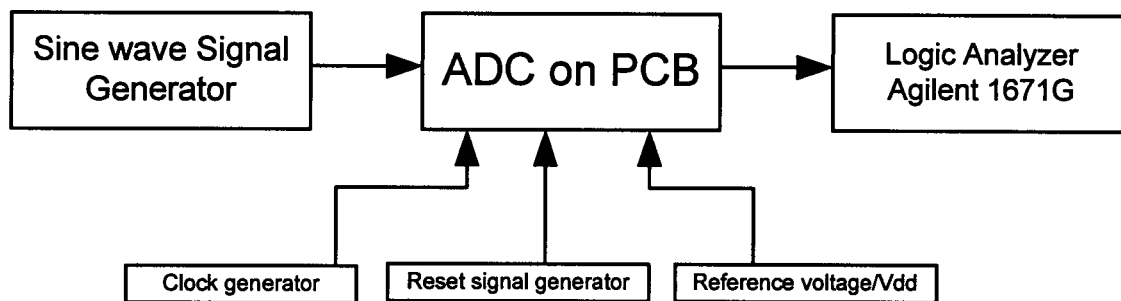 Sine wave Signal
Generator
ADC on PCB
Logic Analyzer
Agilent 1671G
Clock generator
Reset signal generator
Reference voltage/Vdd